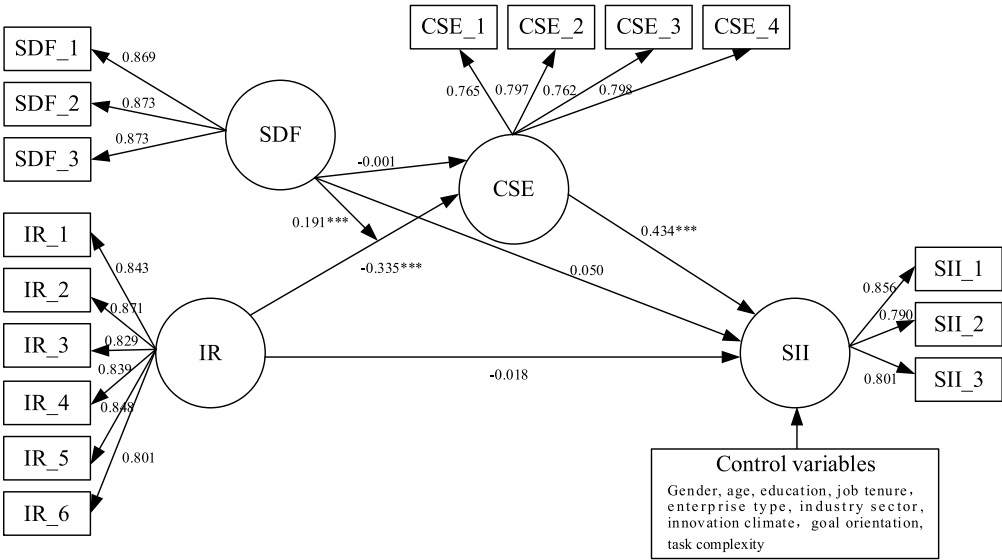 CSE_1
CSE_2
CSE_3
CSE_4
SDF_1
SDF_2
SDF_3
0.869
0.873
0.873
SDF
0.765
0.797
0.762
0.798
CSE
-0.001
0.191***
-0.335***
0.050
0.434***
IR_1
IR_2
IR_3
IR_4
IR_5
IR_6
0.843
0.871
0.829
0.839
0.848
0.801
IR
-0.018
SII
0.856
0.790
0.801
SII_1
SII_2
SII_3
Control variables
Gender, age, education, job tenure,
enterprise type, industry sector,
innovation climate, goal orientation,
task complexity